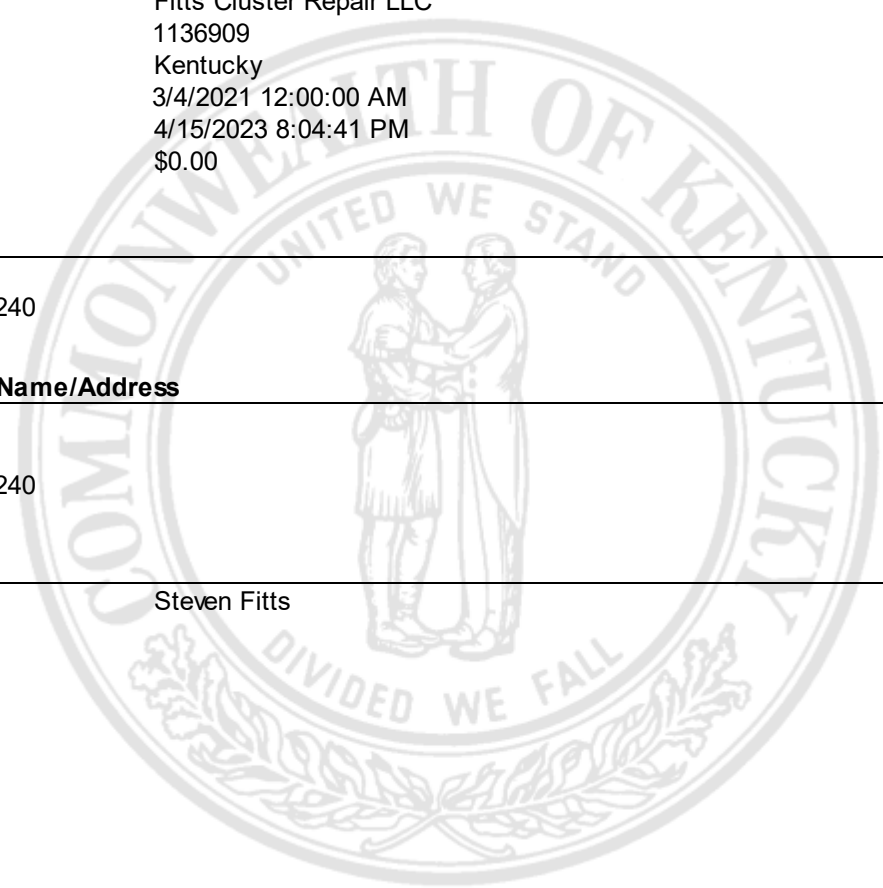 Fitts Cluster Repair LLC
1136909
Kentucky
3/4/2021 12:00:00 AM
4/15/2023 8:04:41 PM
$0.00
240
Name/Address
240
Steven Fitts
COMMONWEALTH OF KENTUCKY
UNITED WE STAND
DIVIDED WE FALL